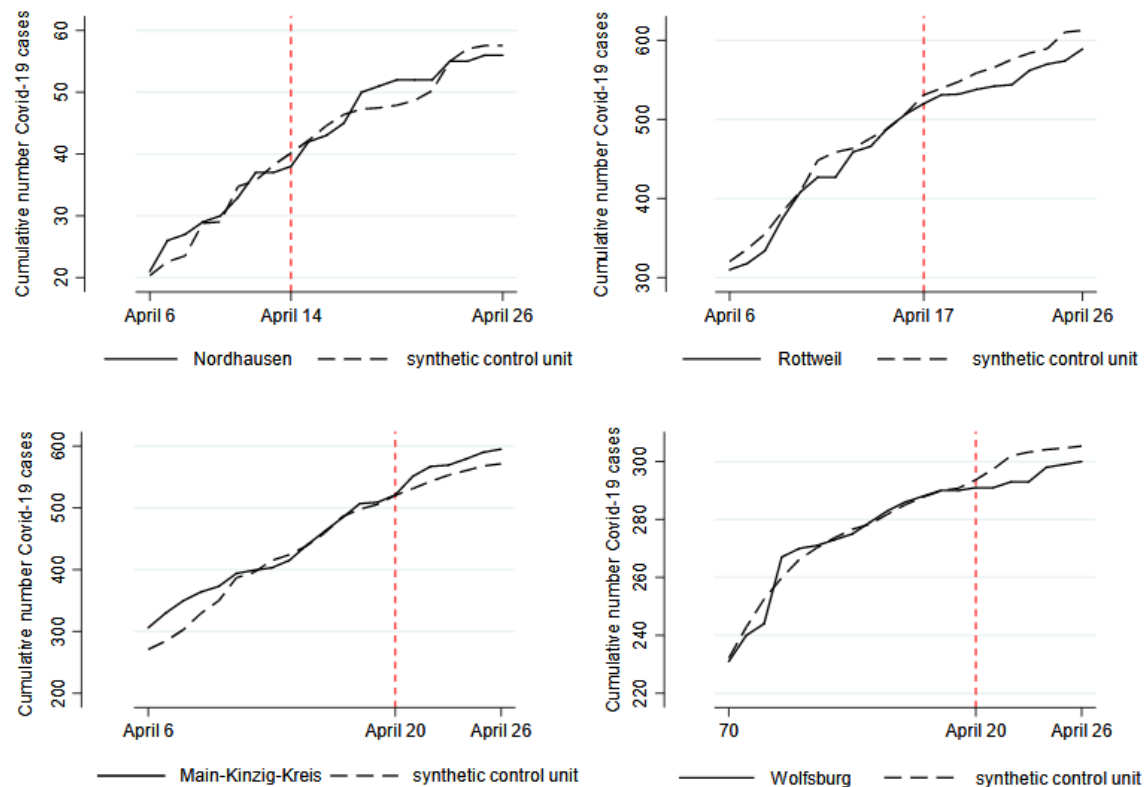 Cumulative number Covid-19 cases
60
50
40
30
20
April 6 April 14 April 26
Nordhausen synthetic control unit
Cumulative number Covid-19 cases
600
500
400
300
April 6 April 17 April 26
Rottweil synthetic control unit
Cumulative number Covid-19 cases
600
500
400
300
200
April 6 April 20 April 26
Main-Kinzig-Kreis synthetic control unit
Cumulative number Covid-19 cases
300
280
260
240
220
70 April 20 April 26
Wolfsburg synthetic control unit